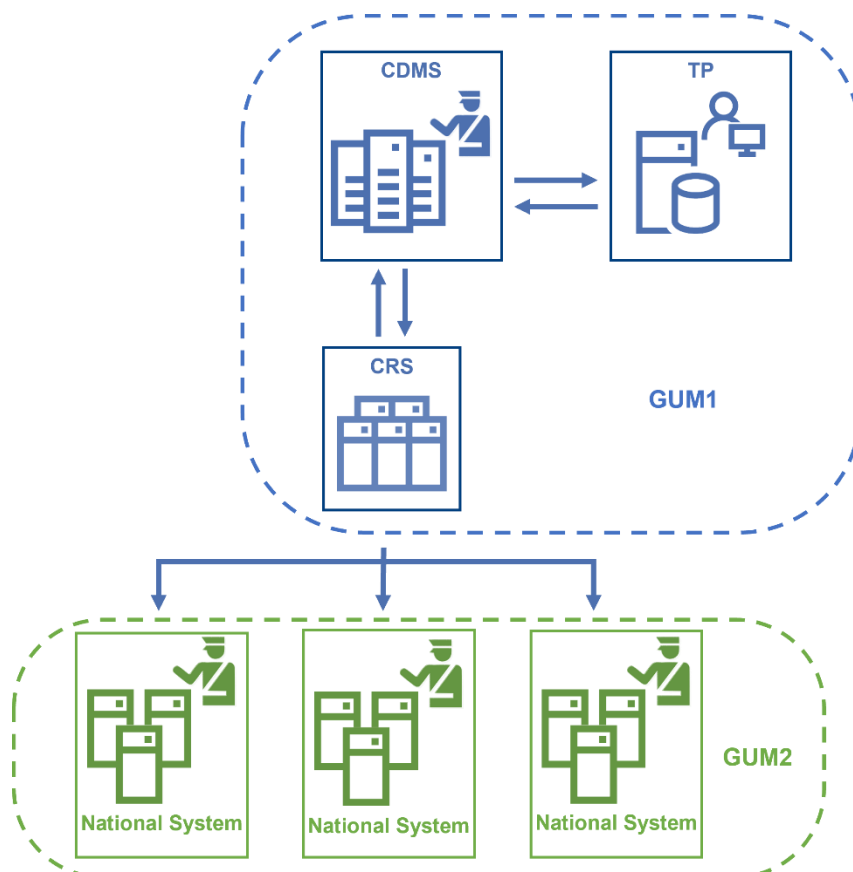 CDMS
TP
CRS
GUM1
National System
National System
National System
GUM2